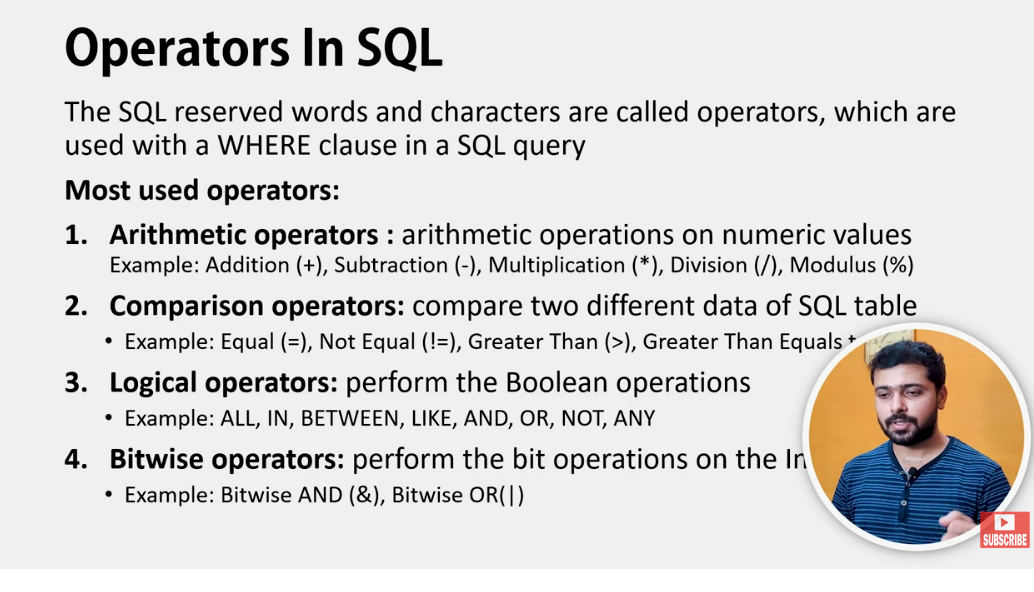 Operators In SQL
The SQL reserved words and characters are called operators, which are
used with a WHERE clause in a SQL query
Most used operators:
1. Arithmetic operators : arithmetic operations on numeric values
Example: Addition (+), Subtraction (-), Multiplication (*), Division (/), Modulus (%)
2. Comparison operators: compare two different data of SQL table
• Example: Equal (=), Not Equal (!=), Greater Than (>), Greater Than Equals
3. Logical operators: perform the Boolean operations
• Example: ALL, IN, BETWEEN, LIKE, AND, OR, NOT, ANY
4. Bitwise operators: perform the bit operations on the
• Example: Bitwise AND (&), Bitwise OR(|)
SUBSCRIBE